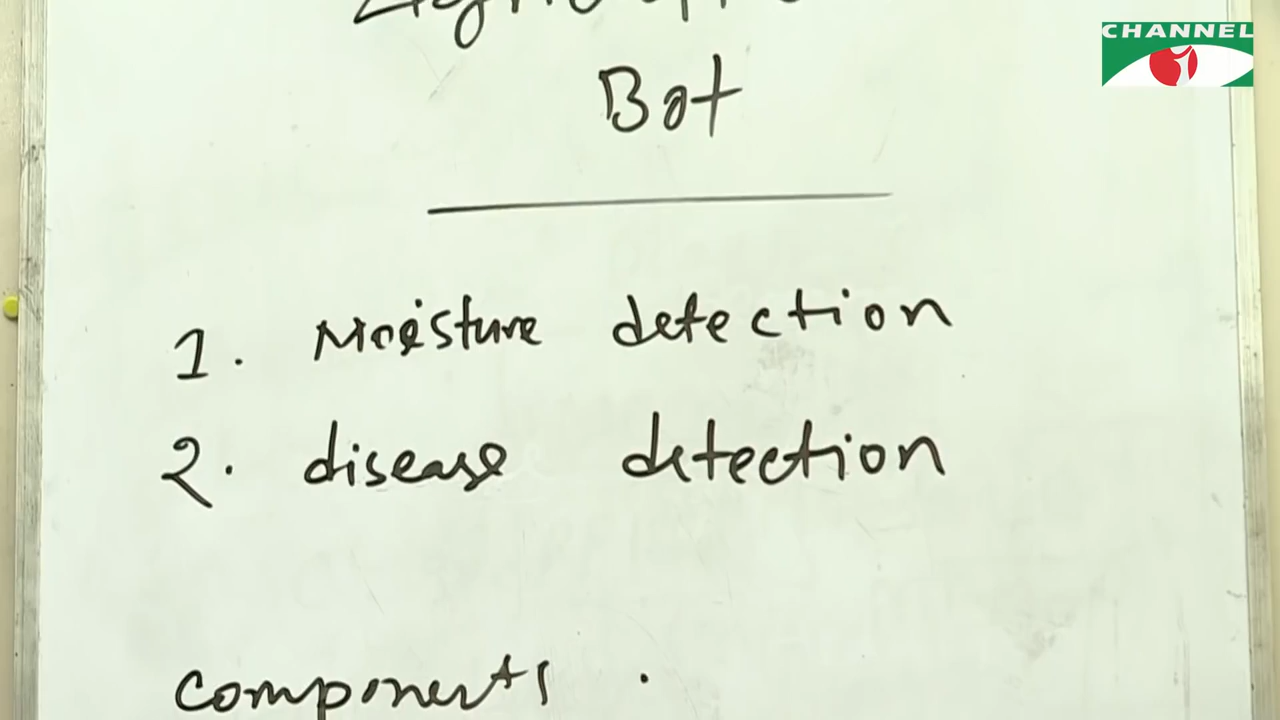 CHANNEL
Bot
1. Moisture detection
2. disease detection
components .